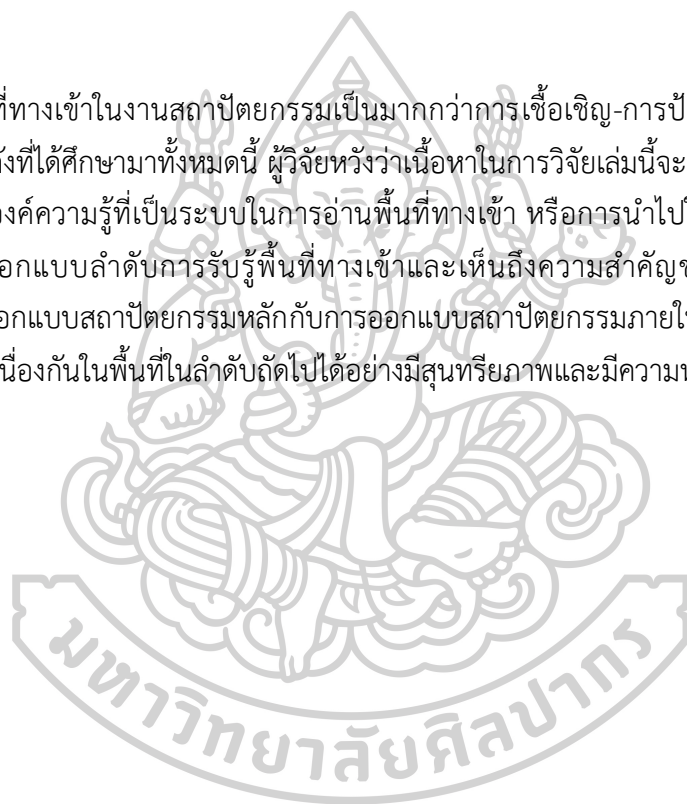 ที่ทางเข้าในงานสถาปัตยกรรมเป็นมากกว่าการเชื้อเชิญ-การป้
ดังที่ได้ศึกษามาทั้งหมดนี้ ผู้วิจัยหวังว่าเนื้อหาในการวิจัยเล่มนี้จะ
องค์ความรู้ที่เป็นระบบในการอ่านพื้นที่ทางเข้า หรือการนำไปใ
อกแบบลำดับการรับรู้พื้นที่ทางเข้าและเห็นถึงความสำคัญข
อกแบบสถาปัตยกรรมหลักกับการออกแบบสถาปัตยกรรมภายใ
นื่องกันในพื้นที่ในลำดับถัดไปได้อย่างมีสุนทรียภาพและมีความ
มหาวิทยาลัยศิลปากร